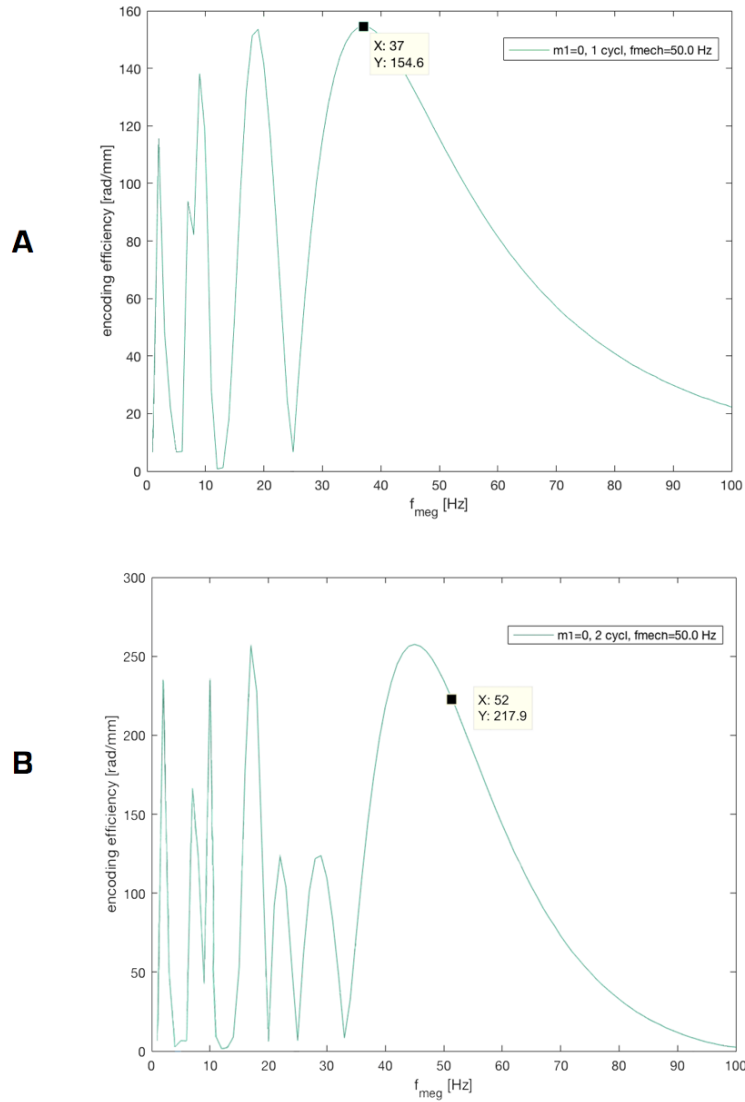 A
160
140
120
100
80
60
40
20
0
encoding efficiency [rad/mm]
X: 37
Y: 154.6
m1=0, 1 cycl, fmech=50.0 Hz
0 10 20 30 40 50 60 70 80 90 100
f_meg [Hz]
B
300
250
200
150
100
50
0
encoding efficiency [rad/mm]
m1=0, 2 cycl, fmech=50.0 Hz
X: 52
Y: 217.9
0 10 20 30 40 50 60 70 80 90 100
f_meg [Hz]